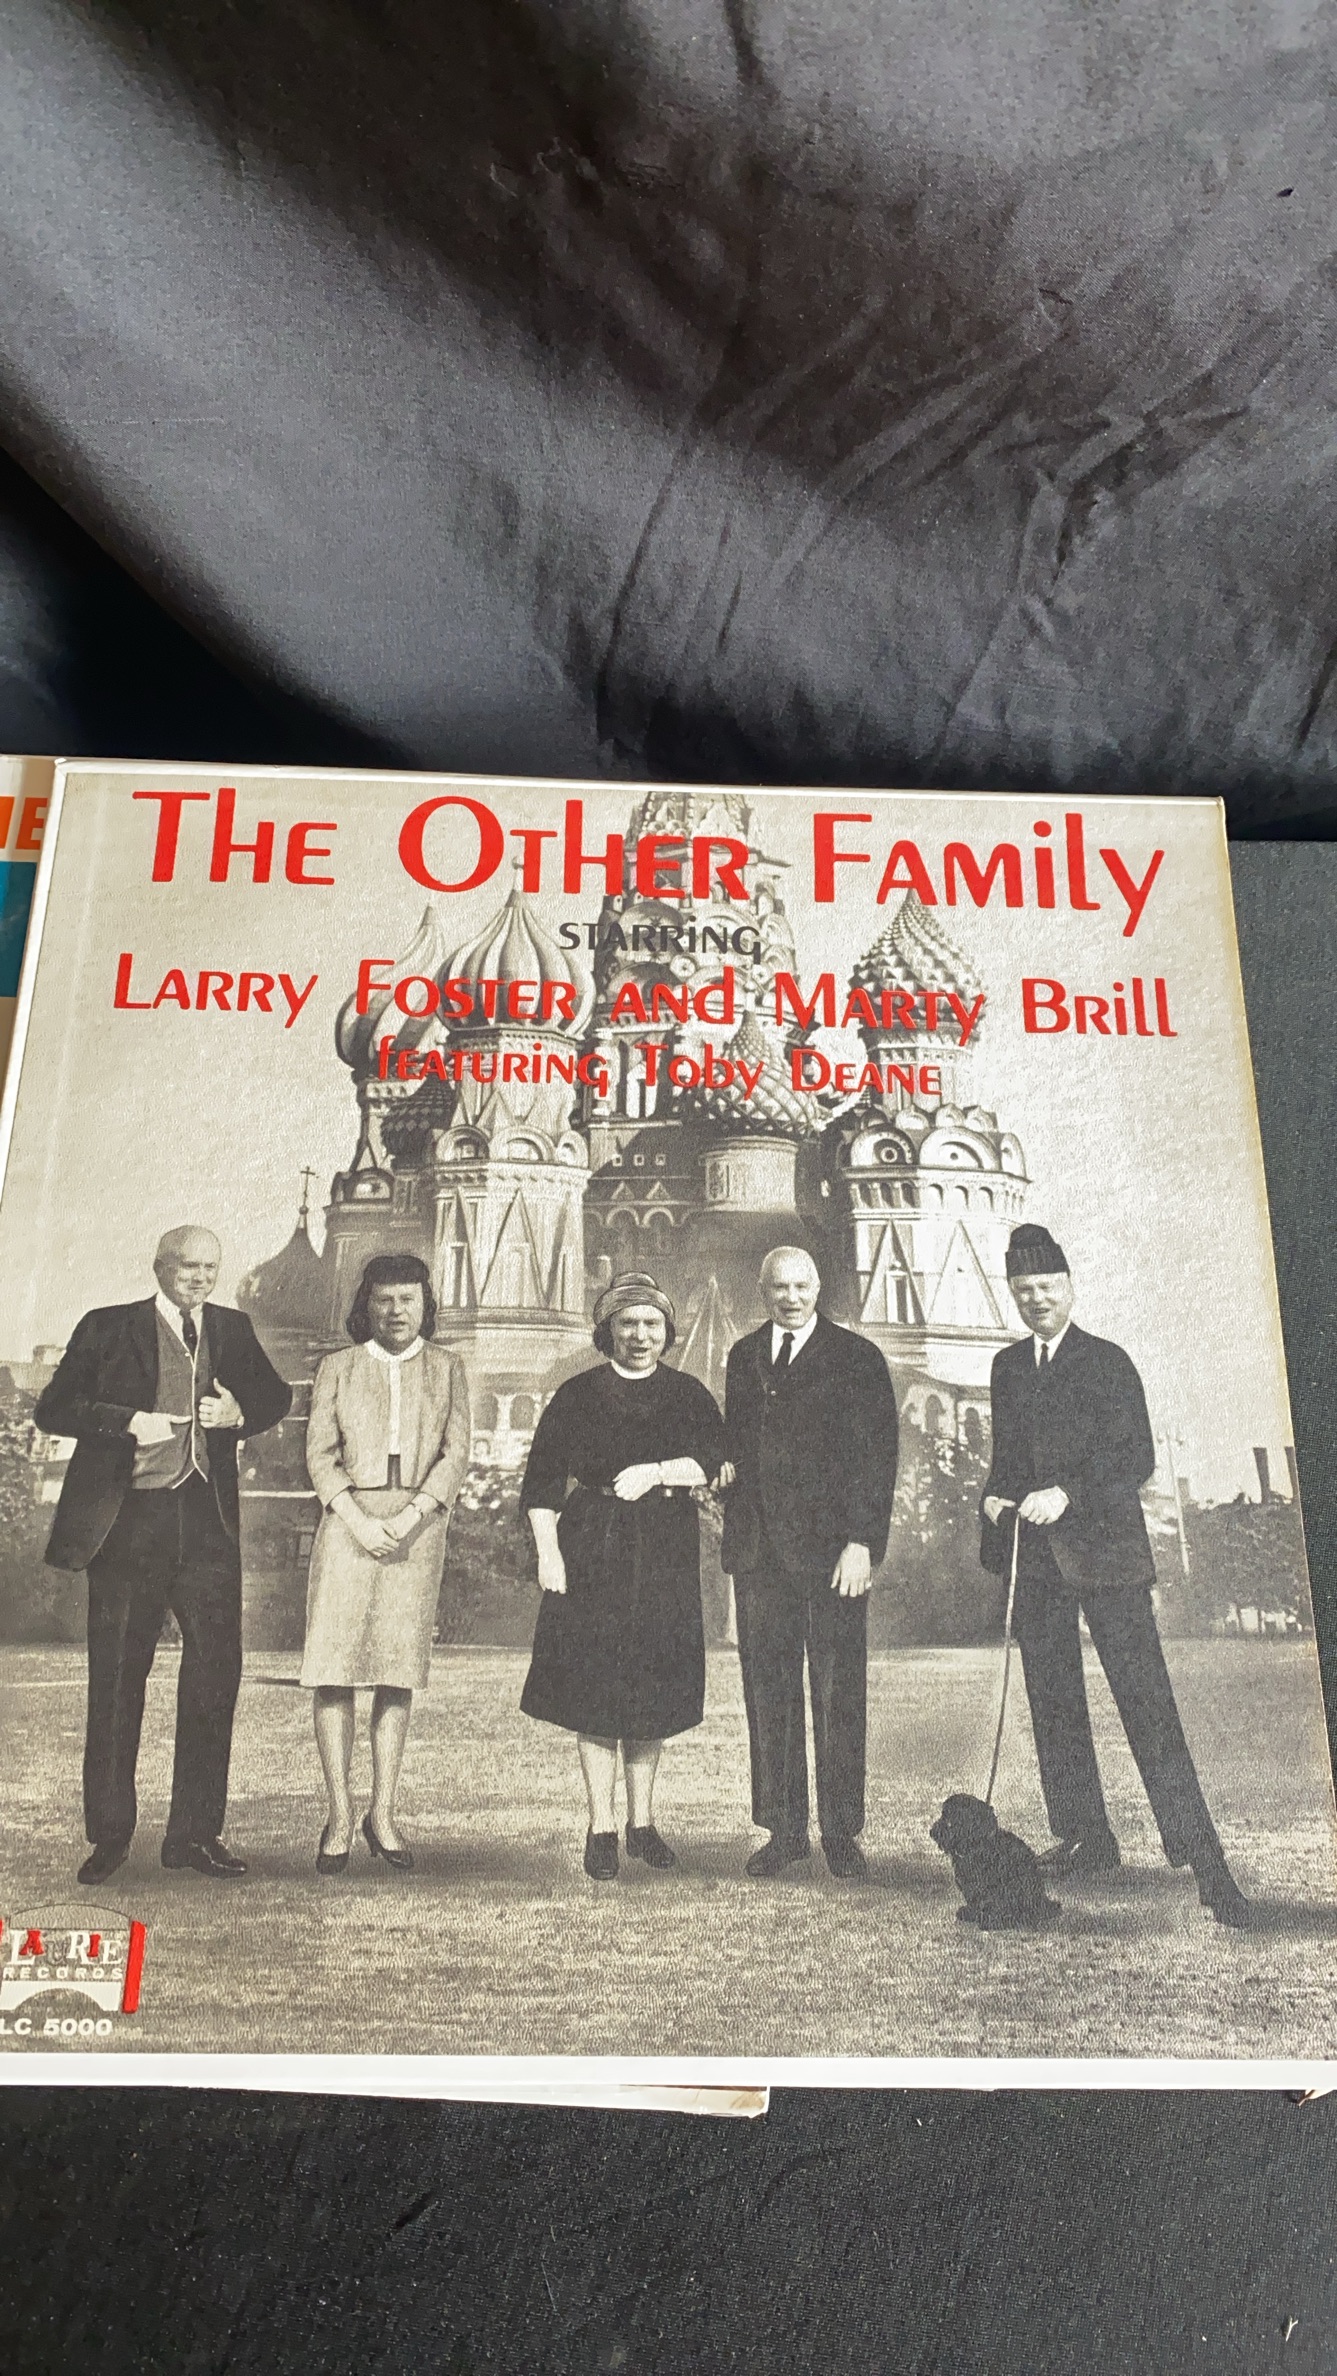 The Other Family
STARRING
Larry Foster and Marty Brill
featuring Toby Deane
LAURIE
RECORDS
LC 5000